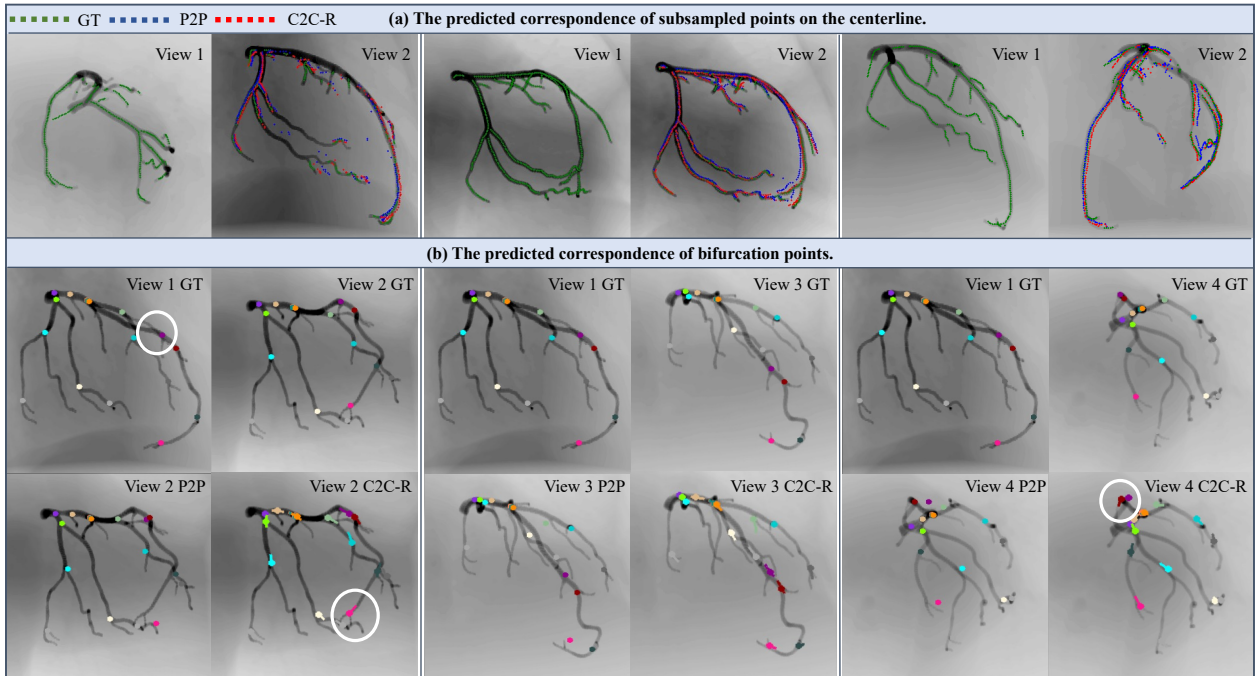 GT P2P C2C-R (a) The predicted correspondence of subsampled points on the centerline.
View 1 View 2 View 1 View 2 View 1 View 2
(b) The predicted correspondence of bifurcation points.
View 1 GT View 2 GT View 1 GT View 3 GT View 1 GT View 4 GT
View 2 P2P View 2 C2C-R View 3 P2P View 3 C2C-R View 4 P2P View 4 C2C-R